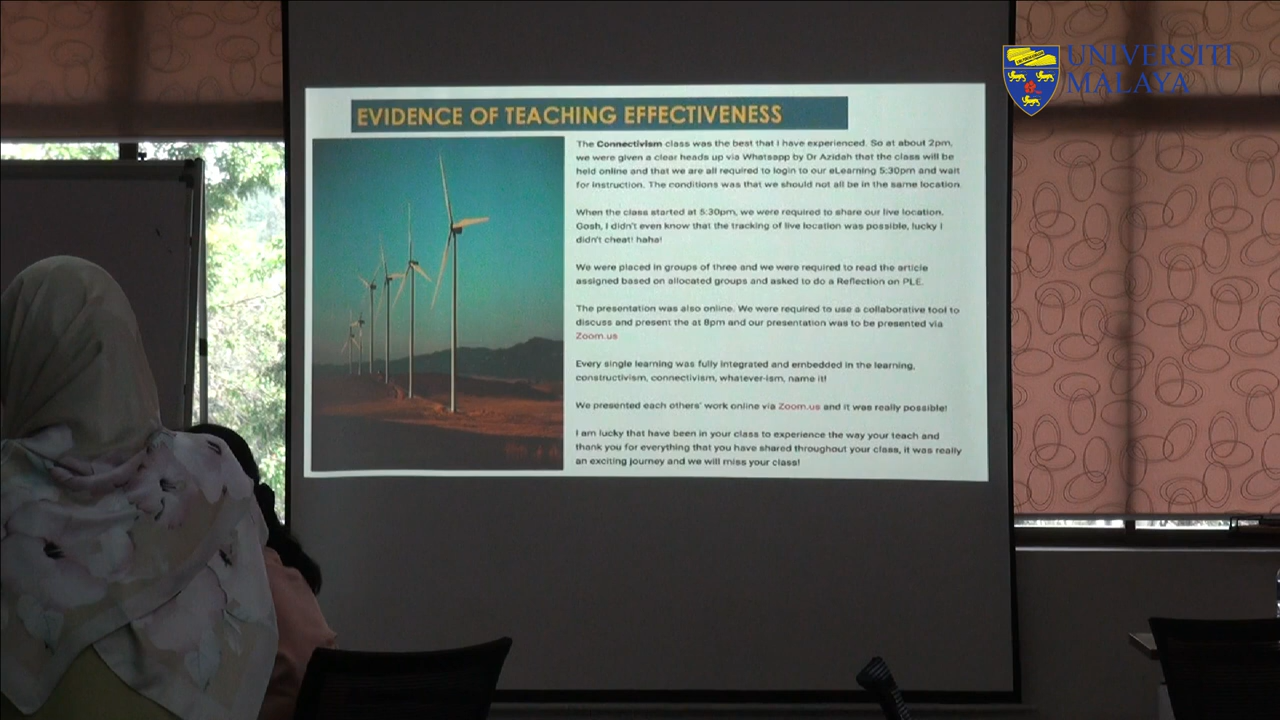 UNIVERSITI
MALAYA
EVIDENCE OF TEACHING EFFECTIVENESS
The Connectivism class was the best that I have experienced. So at about 2pm,
we were given a clear heads up via Whatsapp by Dr Azidah that the class will be
held online and that we are all required to login to our eLearning 5:30pm and wait
for instruction. The conditions was that we should not all be in the same location.
When the class started at 5:30pm, we were required to share our live location.
Gosh, I didn't even know that the tracking of live location was possible, lucky I
didn't cheat! haha!
We were placed in groups of three and we were required to read the article
assigned based on allocated groups and asked to do a Reflection on PLE.
The presentation was also online. We were required to use a collaborative tool to
discuss and present the at 8pm and our presentation was to be presented via
Zoom.us
Every single learning was fully integrated and embedded in the learning,
constructivism, connectivism, whatever-ism, name it!
We presented each others' work online via Zoom.us and it was really possible!
I am lucky that have been in your class to experience the way your teach and
thank you for everything that you have shared throughout your class, it was really
an exciting journey and we will miss your class!